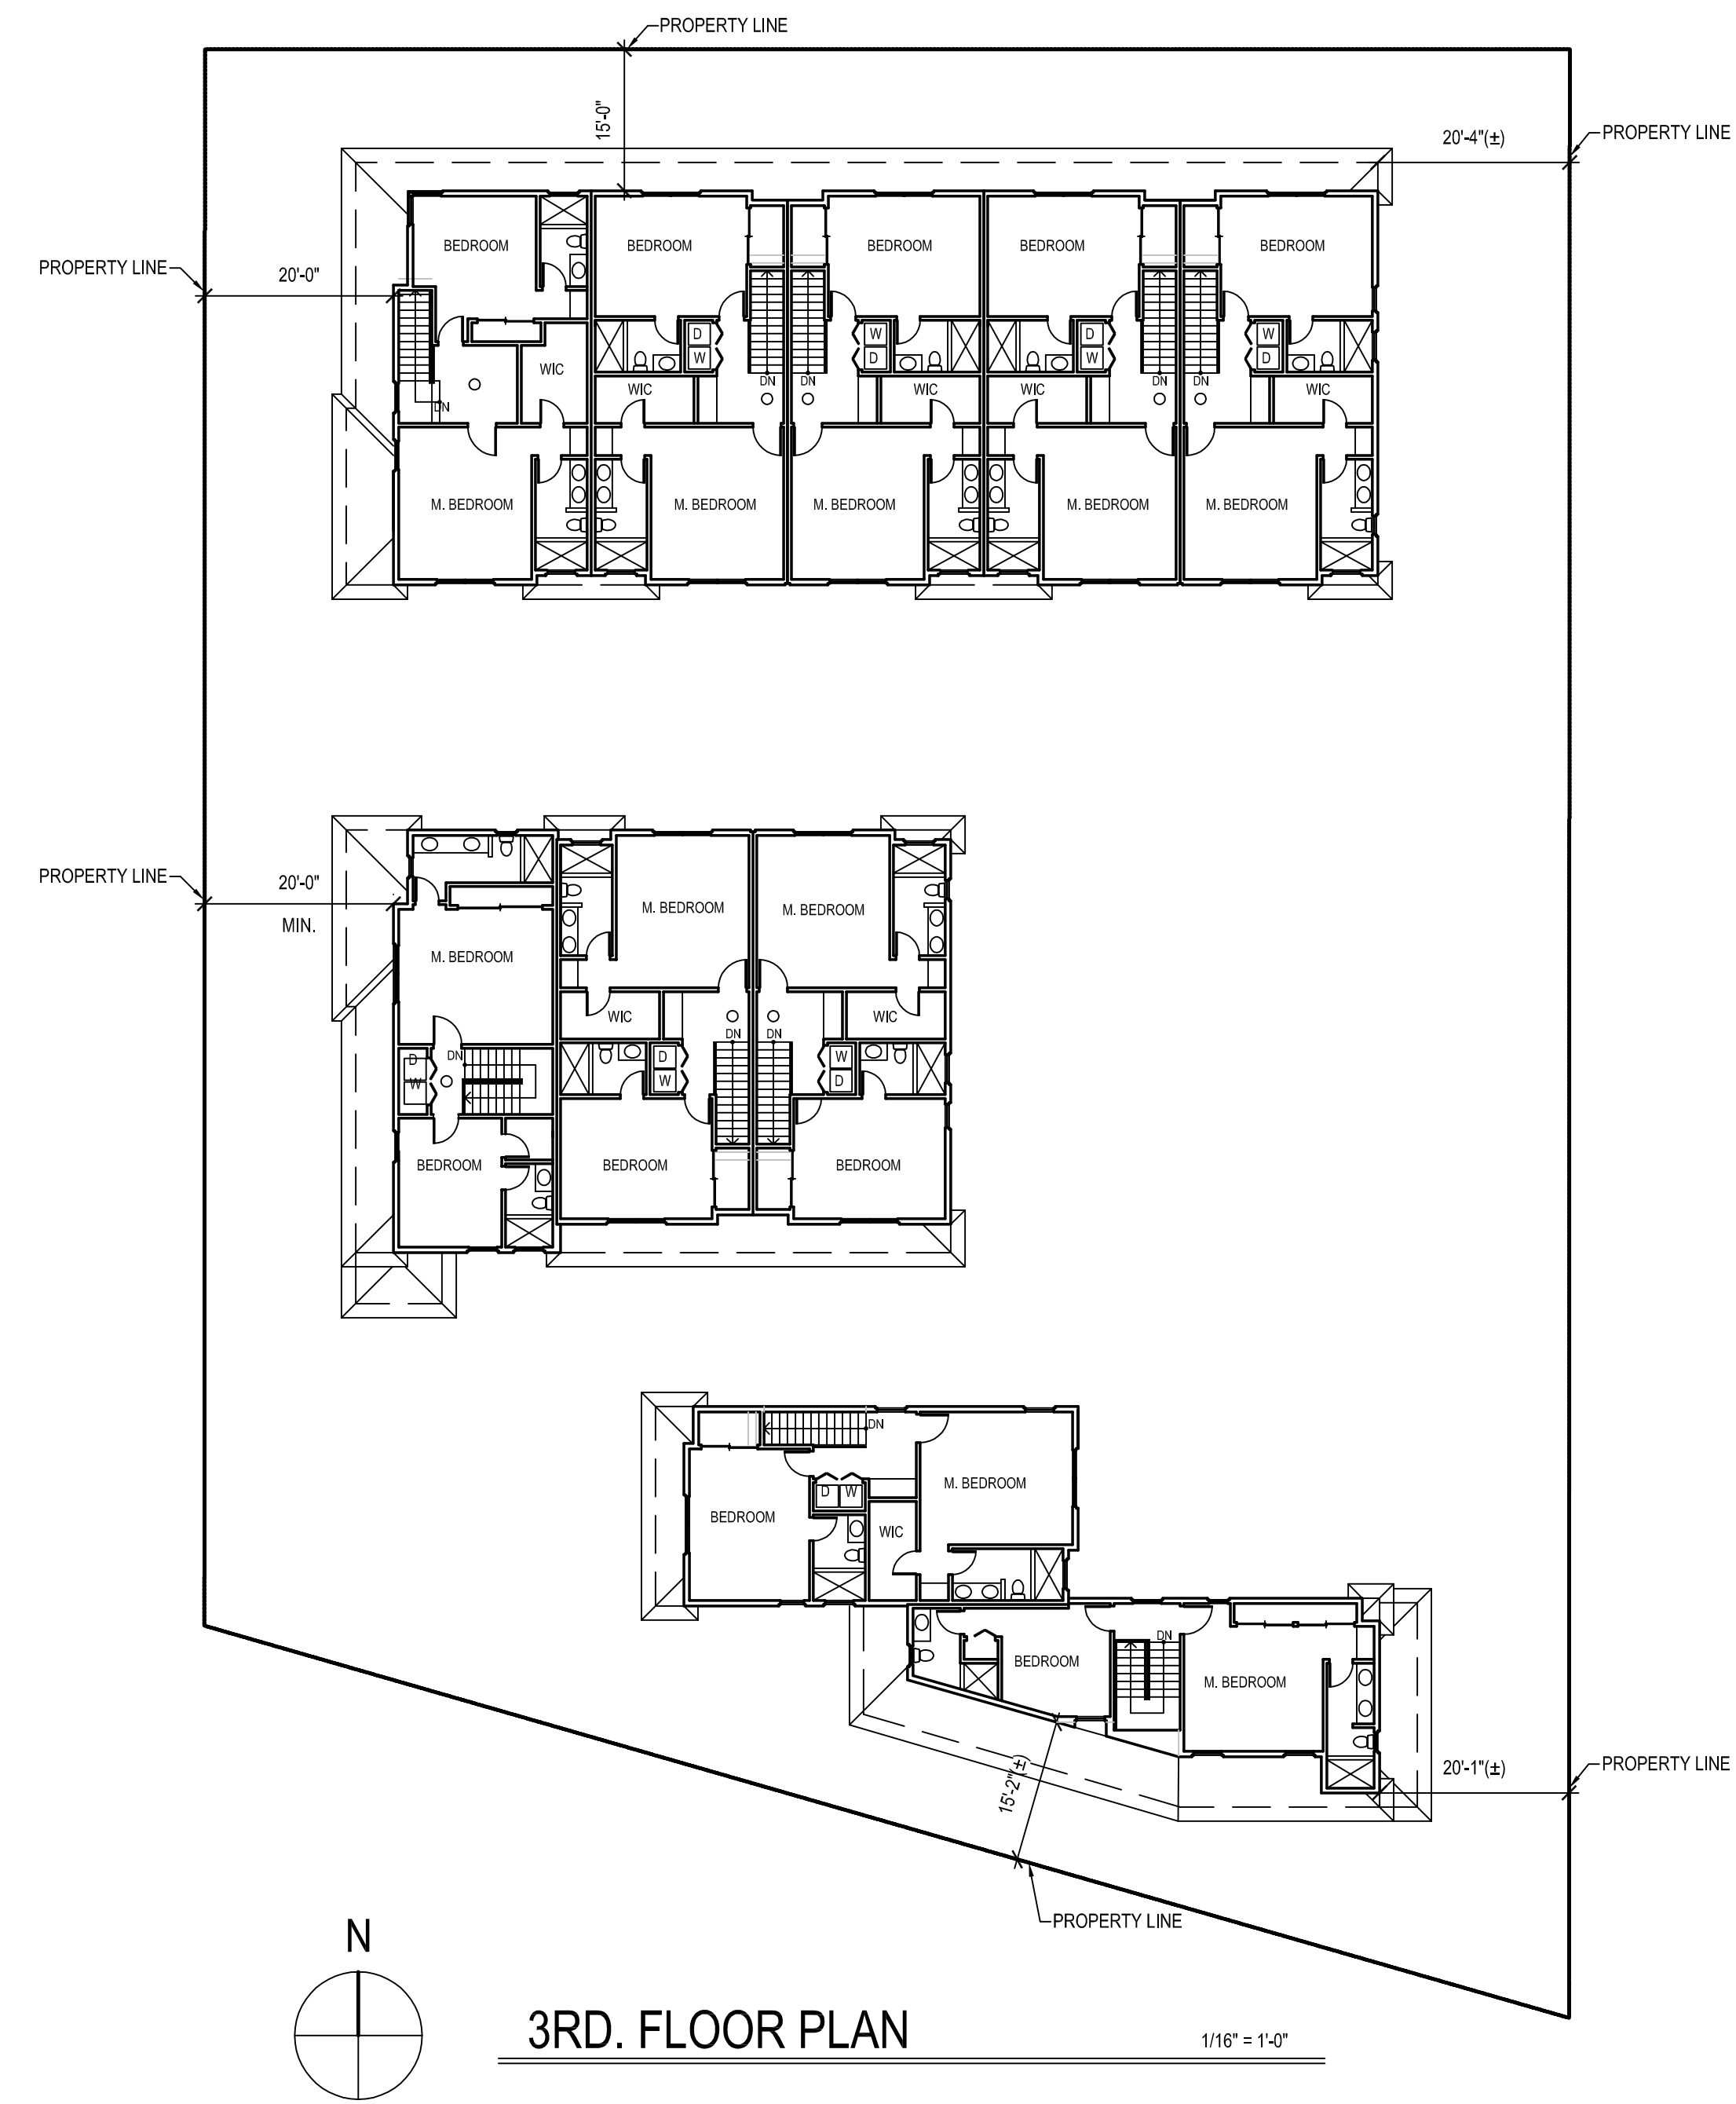 PROPERTY LINE
15'-0"
20'-4"(±)
PROPERTY LINE
BEDROOM
BEDROOM
BEDROOM
BEDROOM
BEDROOM
PROPERTY LINE
20'-0"
D
W
D
W
WIC
W
D
W
D
DN
DN
DN
DN
WIC
WIC
WIC
WIC
DN
M. BEDROOM
M. BEDROOM
M. BEDROOM
M. BEDROOM
M. BEDROOM
PROPERTY LINE
20'-0"
MIN.
M. BEDROOM
M. BEDROOM
M. BEDROOM
WIC
WIC
DN
DN
DN
D
W
D
W
W
D
BEDROOM
BEDROOM
BEDROOM
DN
M. BEDROOM
D
W
BEDROOM
WIC
DN
BEDROOM
M. BEDROOM
15'-2"(±)
20'-1"(±)
PROPERTY LINE
PROPERTY LINE
N
3RD. FLOOR PLAN
1/16" = 1'-0"